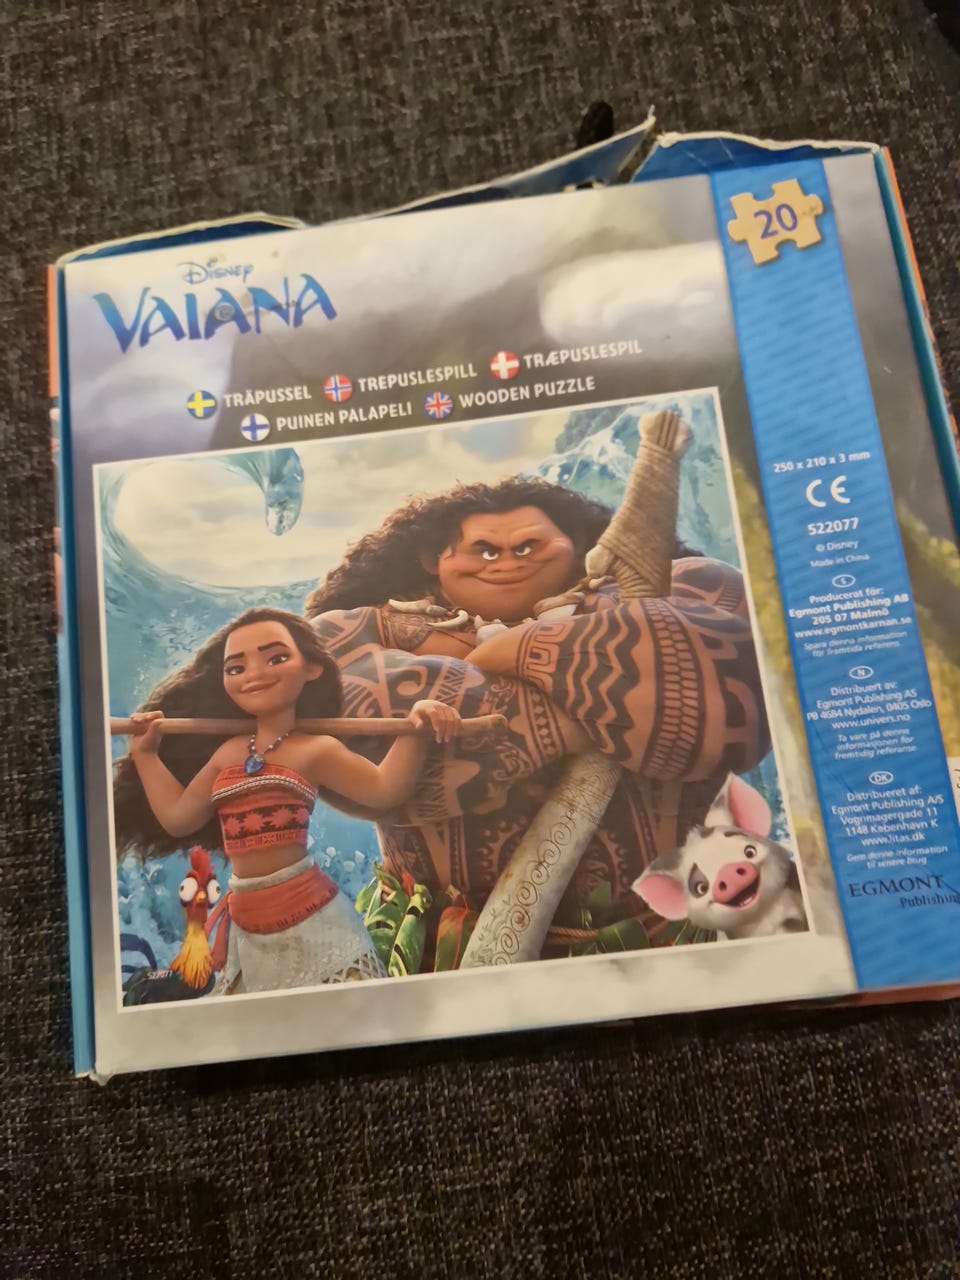 Disney
VAIANA
20
TRÄPUSSEL
TREPUSLESPILL
TRÆPUSLESPIL
PUINEN PALAPELI
WOODEN PUZZLE
250 x 210 x 3 mm
CE
522077
© Disney
Made in China
S
Producerat för:
Egmont Publishing AB
205 07 Malmö
www.egmontkarnan.se
Spara denna information
för framtida referens.
N
Distribuert av:
Egmont Publishing AS
PB 4684 Nydalen, 0405 Oslo
www.univers.no
Ta vare på denne
informasjonen for
fremtidig referanse
DK
Distribueret af:
Egmont Publishing A/S
Vognmagergade 11
1148 København K
www.litas.dk
Gem denne information
til senere brug
EGMONT
Publishing
522077